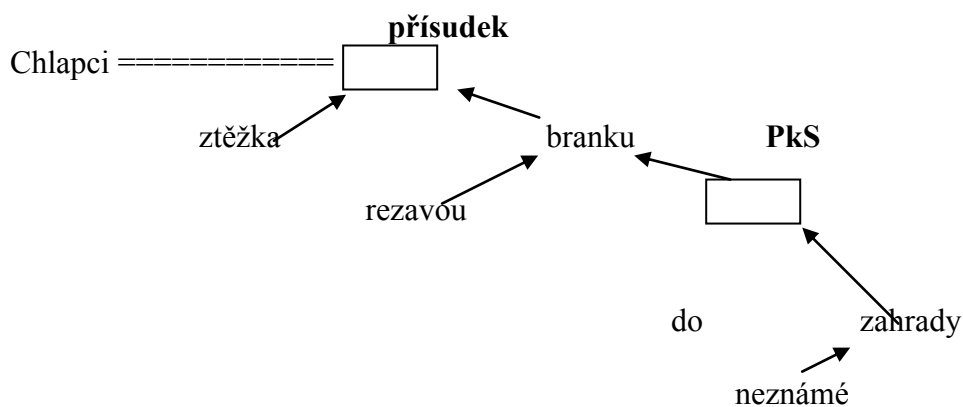 přísudek
Chlapci ============
ztěžka branku PkS
rezavou
do zahrady
neznámé